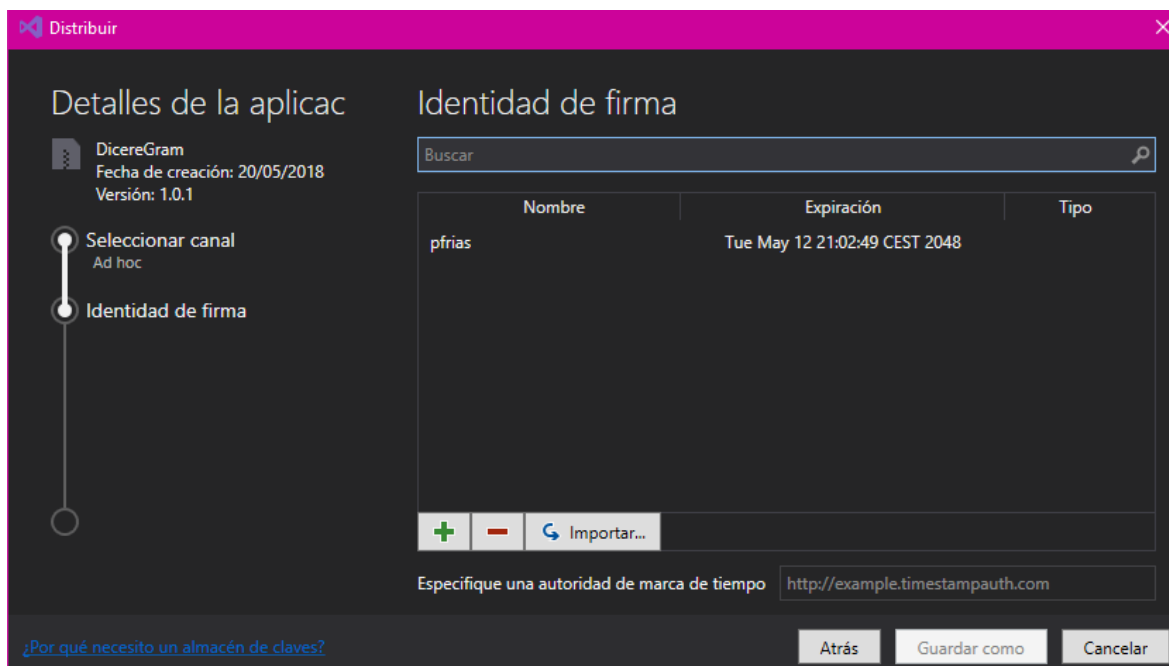 Distribuir
Detalles de la aplicac
DicereGram
Fecha de creación: 20/05/2018
Versión: 1.0.1
Seleccionar canal
Ad hoc
Identidad de firma
Identidad de firma
Buscar
Nombre Expiración Tipo
pfrias Tue May 12 21:02:49 CEST 2048
Importar...
Especifique una autoridad de marca de tiempo http://example.timestampauth.com
¿Por qué necesito un almacén de claves? Atrás Guardar como Cancelar